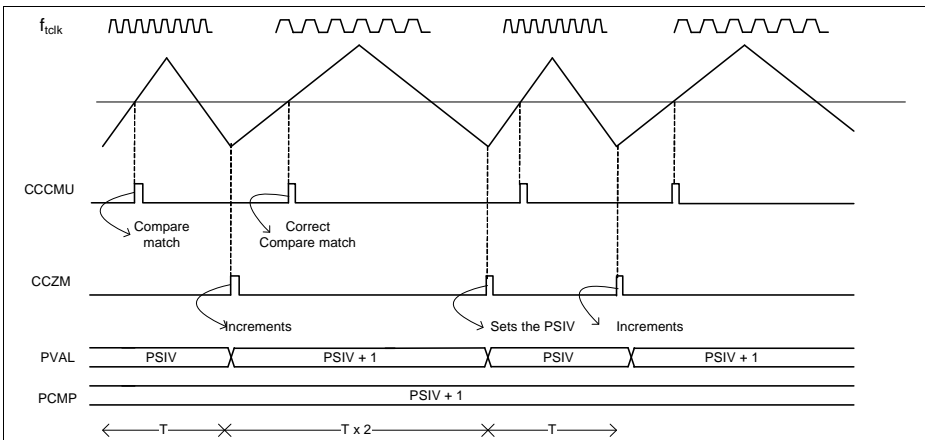 ftclk
CCCMU
Compare
match
Correct
Compare match
CCZM
Increments
Sets the PSIV
Increments
PVAL
PSIV
PSIV + 1
PSIV
PSIV + 1
PCMP
PSIV + 1
T
T x 2
T